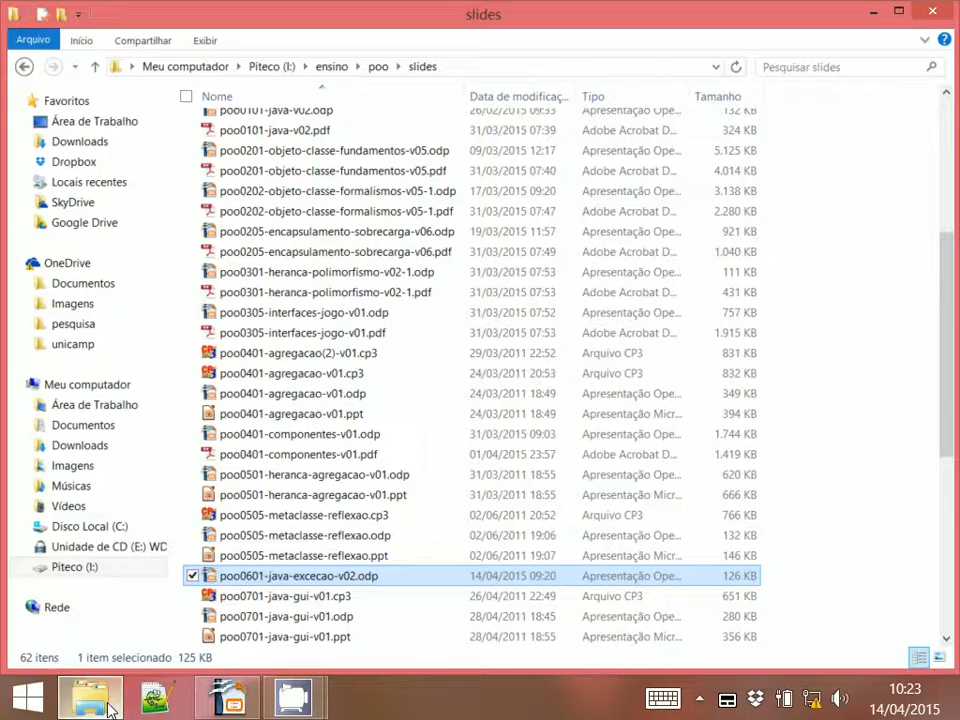 slides
Arquivo Início Compartilhar Exibir
Meu computador Piteco (I:) ensino poo slides Pesquisar slides
Nome Data de modificaç... Tipo Tamanho
Favoritos
Área de Trabalho
Downloads
Dropbox
Locais recentes
SkyDrive
Google Drive
OneDrive
Documentos
Imagens
pesquisa
unicamp
Meu computador
Área de Trabalho
Documentos
Downloads
Imagens
Músicas
Vídeos
Disco Local (C:)
Unidade de CD (E:) WD
Piteco (I:)
Rede
poo0101-java-v02.odp 26/02/2015 09:33 Apresentação Ope... 132 KB
poo0101-java-v02.pdf 31/03/2015 07:39 Adobe Acrobat D... 324 KB
poo0201-objeto-classe-fundamentos-v05.odp 09/03/2015 12:17 Apresentação Ope... 5.125 KB
poo0201-objeto-classe-fundamentos-v05.pdf 31/03/2015 07:40 Adobe Acrobat D... 4.014 KB
poo0202-objeto-classe-formalismos-v05-1.odp 17/03/2015 09:20 Apresentação Ope... 3.138 KB
poo0202-objeto-classe-formalismos-v05-1.pdf 31/03/2015 07:47 Adobe Acrobat D... 2.280 KB
poo0205-encapsulamento-sobrecarga-v06.odp 19/03/2015 11:57 Apresentação Ope... 921 KB
poo0205-encapsulamento-sobrecarga-v06.pdf 31/03/2015 07:49 Adobe Acrobat D... 1.040 KB
poo0301-heranca-polimorfismo-v02-1.odp 31/03/2015 07:53 Apresentação Ope... 111 KB
poo0301-heranca-polimorfismo-v02-1.pdf 31/03/2015 07:53 Adobe Acrobat D... 431 KB
poo0305-interfaces-jogo-v01.odp 31/03/2015 07:52 Apresentação Ope... 757 KB
poo0305-interfaces-jogo-v01.pdf 31/03/2015 07:53 Adobe Acrobat D... 1.915 KB
poo0401-agregacao(2)-v01.cp3 29/03/2011 22:52 Arquivo CP3 831 KB
poo0401-agregacao-v01.cp3 24/03/2011 20:53 Arquivo CP3 832 KB
poo0401-agregacao-v01.odp 24/03/2011 18:49 Apresentação Ope... 349 KB
poo0401-agregacao-v01.ppt 24/03/2011 18:49 Apresentação Micr... 394 KB
poo0401-componentes-v01.odp 31/03/2015 09:03 Apresentação Ope... 1.744 KB
poo0401-componentes-v01.pdf 01/04/2015 23:57 Adobe Acrobat D... 1.419 KB
poo0501-heranca-agregacao-v01.odp 31/03/2011 18:55 Apresentação Ope... 620 KB
poo0501-heranca-agregacao-v01.ppt 31/03/2011 18:55 Apresentação Micr... 666 KB
poo0505-metaclasse-reflexao.cp3 02/06/2011 20:52 Arquivo CP3 766 KB
poo0505-metaclasse-reflexao.odp 02/06/2011 19:06 Apresentação Ope... 132 KB
poo0505-metaclasse-reflexao.ppt 02/06/2011 19:07 Apresentação Micr... 146 KB
poo0601-java-excecao-v02.odp 14/04/2015 09:20 Apresentação Ope... 126 KB
poo0701-java-gui-v01.cp3 26/04/2011 22:49 Arquivo CP3 651 KB
poo0701-java-gui-v01.odp 28/04/2011 18:45 Apresentação Ope... 280 KB
poo0701-java-gui-v01.ppt 28/04/2011 18:55 Apresentação Micr... 356 KB
62 itens 1 item selecionado 125 KB
10:23
14/04/2015